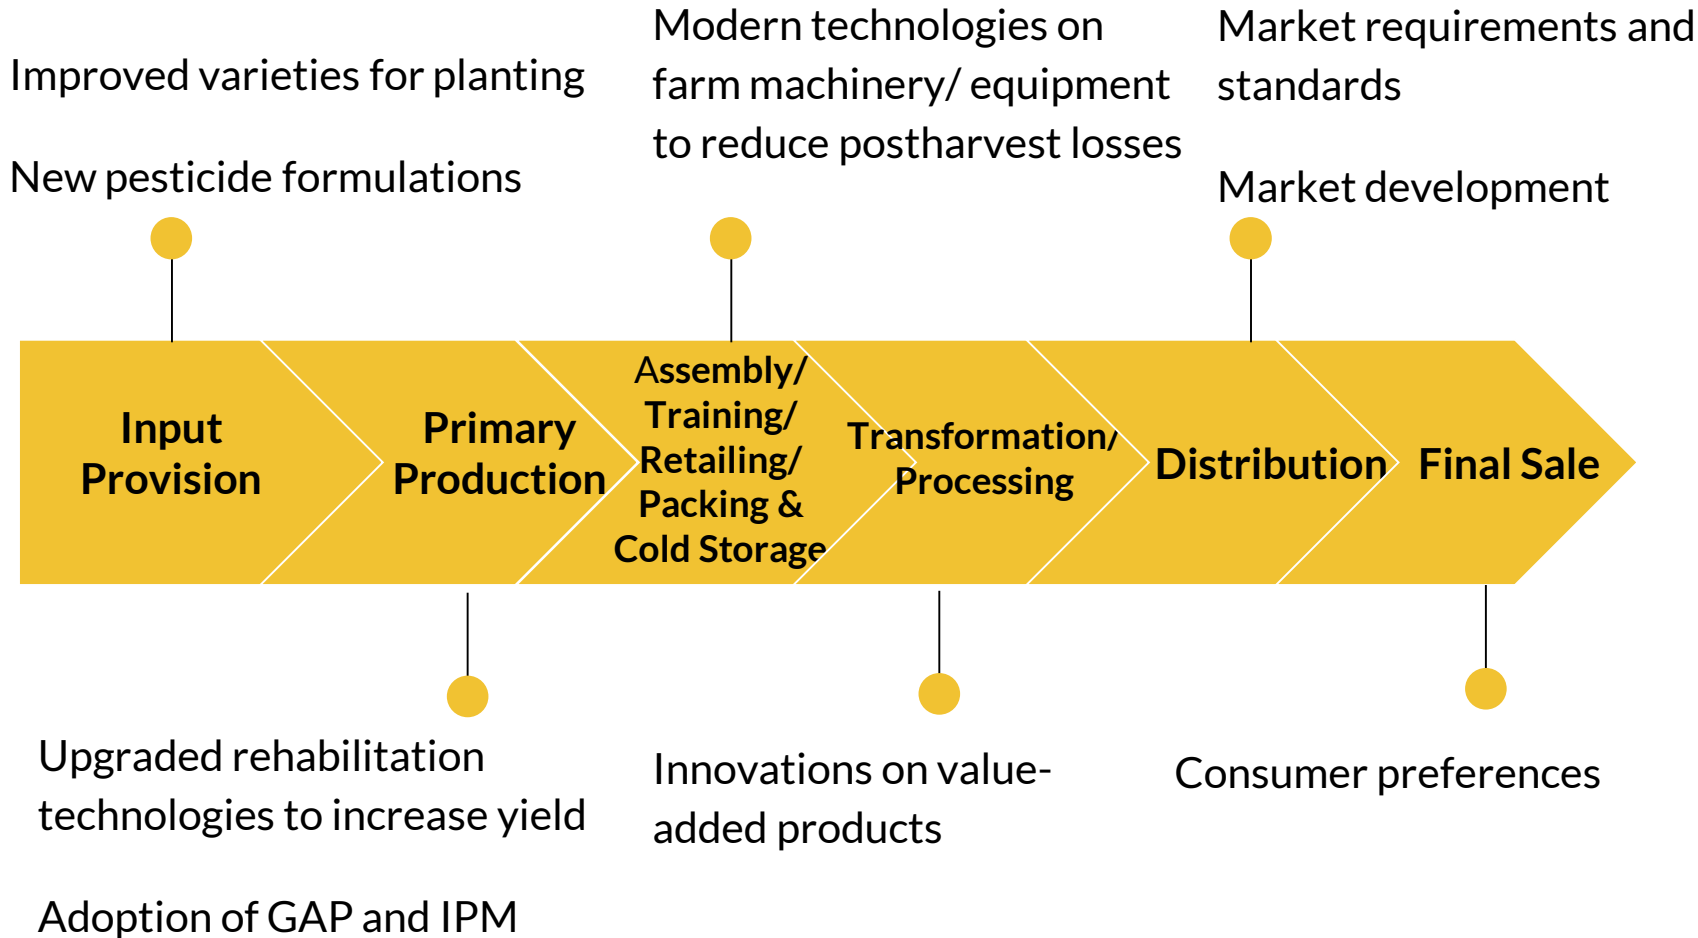 Improved varieties for planting
New pesticide formulations
Modern technologies on
farm machinery/ equipment
to reduce postharvest losses
Market requirements and
standards
Market development
Input
Provision
Primary
Production
Assembly/
Training/
Retailing/
Packing &
Cold Storage
Transformation/
Processing
Distribution
Final Sale
Upgraded rehabilitation
technologies to increase yield
Adoption of GAP and IPM
Innovations on value-
added products
Consumer preferences